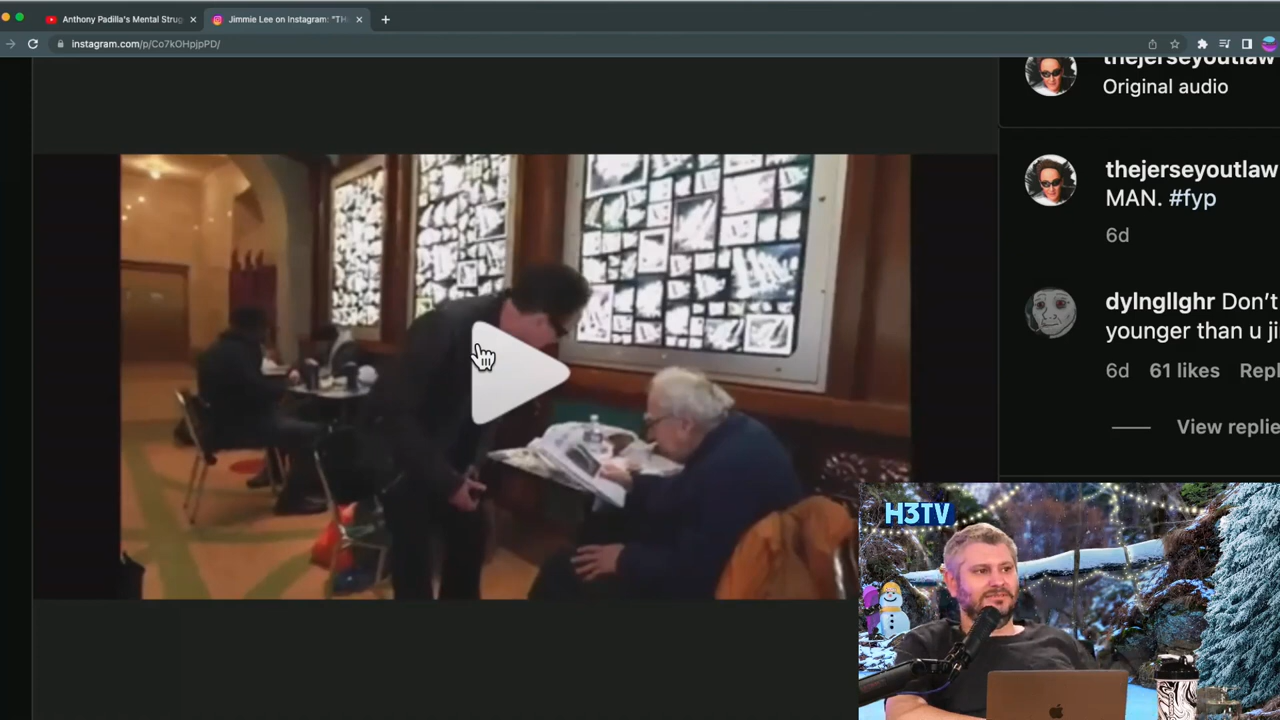 Anthony Padilla's Mental Strug
Jimmie Lee on Instagram: "TH
instagram.com/p/Co7kOHpjpPD/
thejerseyoutlaw
Original audio
thejerseyoutlaw
MAN. #fyp
6d
dylngllghr Don't
younger than u ji
6d 61 likes Repl
View replie
H3TV